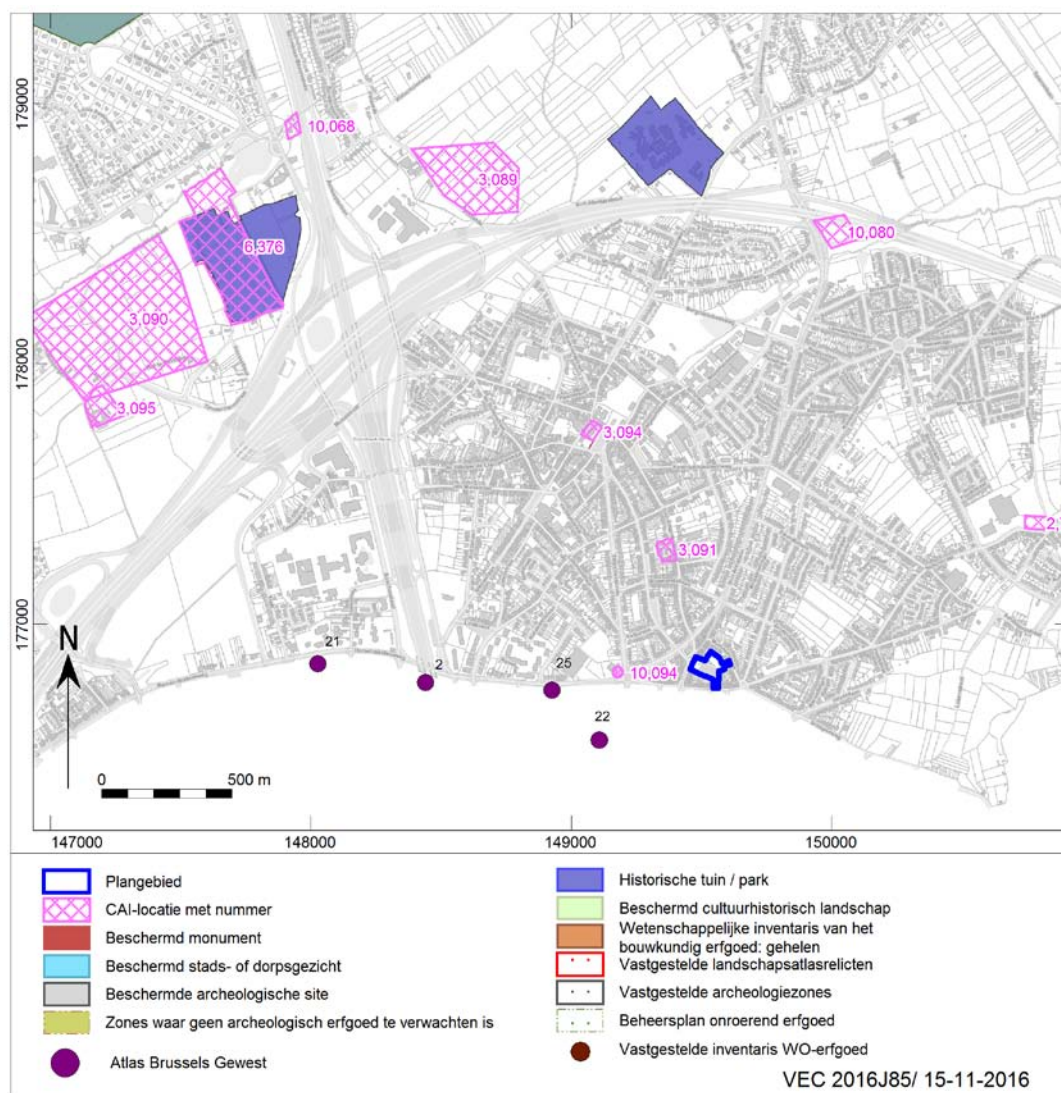 179000
10,068
3,089
6,376
10,080
3,090
178000
3,095
3,094
2,
3,091
177000
N
21
2
25
10,094
22
0 500 m
147000 148000 149000 150000
Plangebied
CAI-locatie met nummer
Beschermd monument
Beschermd stads- of dorpsgezicht
Beschermde archeologische site
Zones waar geen archeologisch erfgoed te verwachten is
Atlas Brussels Gewest
Historische tuin / park
Beschermd cultuurhistorisch landschap
Wetenschappelijke inventaris van het
bouwkundig erfgoed: gehelen
Vastgestelde landschapsatlasrelicten
Vastgestelde archeologiezones
Beheersplan onroerend erfgoed
Vastgestelde inventaris WO-erfgoed
VEC 2016J85/ 15-11-2016